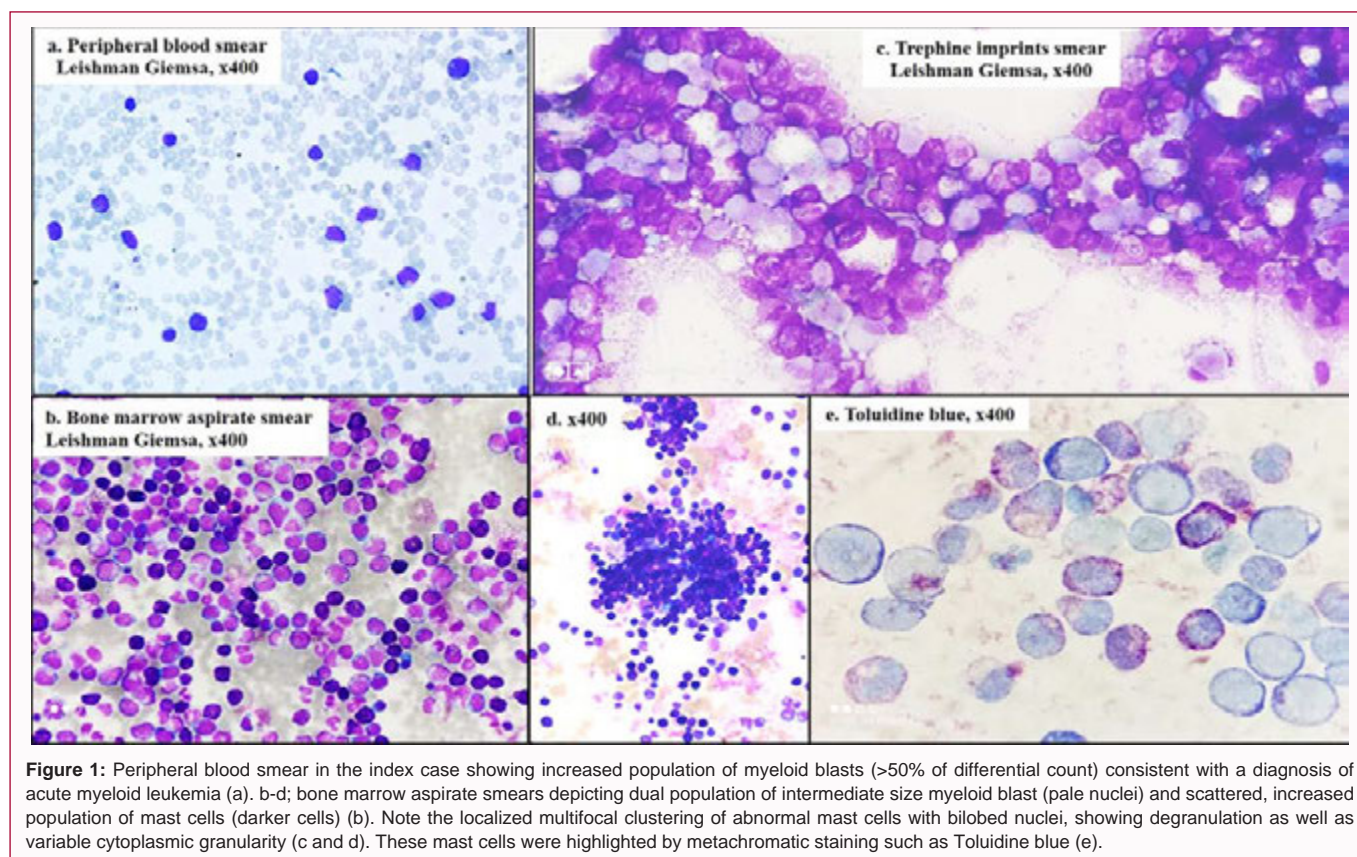 a. Peripheral blood smear
Leishman Giemsa, x400
c. Trephine imprints smear
Leishman Giemsa, x400
b. Bone marrow aspirate smear
Leishman Giemsa, x400
d. x400
e. Toluidine blue, x400
Figure 1: Peripheral blood smear in the index case showing increased population of myeloid blasts (>50% of differential count) consistent with a diagnosis of
acute myeloid leukemia (a). b-d; bone marrow aspirate smears depicting dual population of intermediate size myeloid blast (pale nuclei) and scattered, increased
population of mast cells (darker cells) (b). Note the localized multifocal clustering of abnormal mast cells with bilobed nuclei, showing degranulation as well as
variable cytoplasmic granularity (c and d). These mast cells were highlighted by metachromatic staining such as Toluidine blue (e).